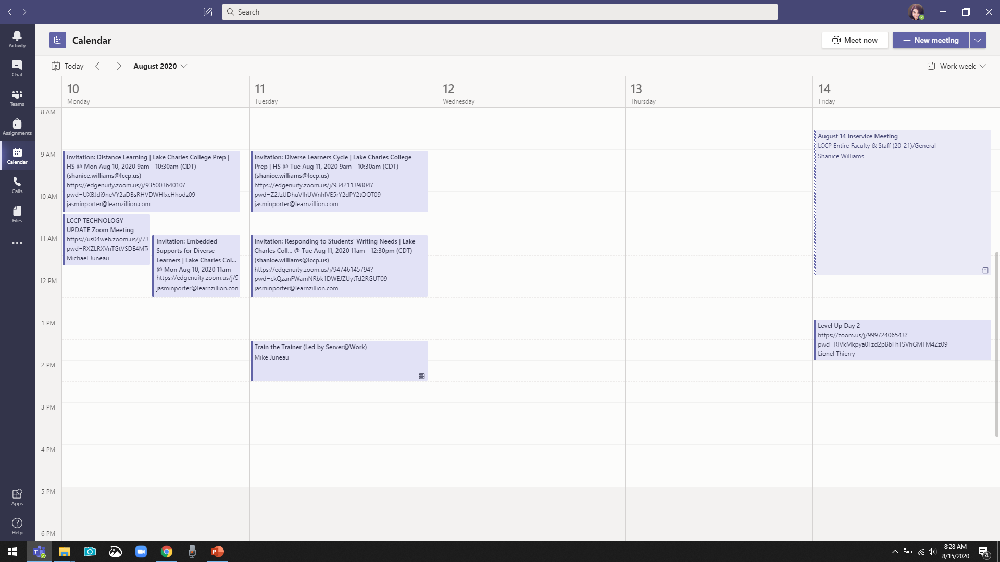 Search
Activity
Chat
Teams
Assignments
Calendar
Calls
Files
Apps
Help
Calendar
Meet now
New meeting
Today
August 2020
Work week
10
Monday
11
Tuesday
12
Wednesday
13
Thursday
14
Friday
8 AM
9 AM
10 AM
11 AM
12 PM
1 PM
2 PM
3 PM
4 PM
5 PM
6 PM
Invitation: Distance Learning | Lake Charles College Prep |
HS @ Mon Aug 10, 2020 9am - 10:30am (CDT)
(shanice.williams@lccp.us)
https://edgenuity.zoom.us/j/93500364010?
jasminporter@learnzillion.com
LCCP TECHNOLOGY
UPDATE Zoom Meeting
https://us04web.zoom.us/j/73
Michael Juneau
Invitation: Embedded
Supports for Diverse
Learners | Lake Charles Col...
@ Mon Aug 10, 2020 11am -
https://edgenuity.zoom.us/j/9
jasminporter@learnzillion.com
Invitation: Diverse Learners Cycle | Lake Charles College
Prep | HS @ Tue Aug 11, 2020 9am - 10:30am (CDT)
(shanice.williams@lccp.us)
https://edgenuity.zoom.us/j/93421139804?
jasminporter@learnzillion.com
Invitation: Responding to Students' Writing Needs | Lake
Charles Coll... @ Tue Aug 11, 2020 11am - 12:30pm (CDT)
(shanice.williams@lccp.us)
https://edgenuity.zoom.us/j/94746145794?
jasminporter@learnzillion.com
Train the Trainer (Led by Server@Work)
Mike Juneau
August 14 Inservice Meeting
LCCP Entire Faculty & Staff (20-21)/General
Shanice Williams
Level Up Day 2
https://zoom.us/j/99972406543?
Lionel Thierry
8:28 AM
8/15/2020
4